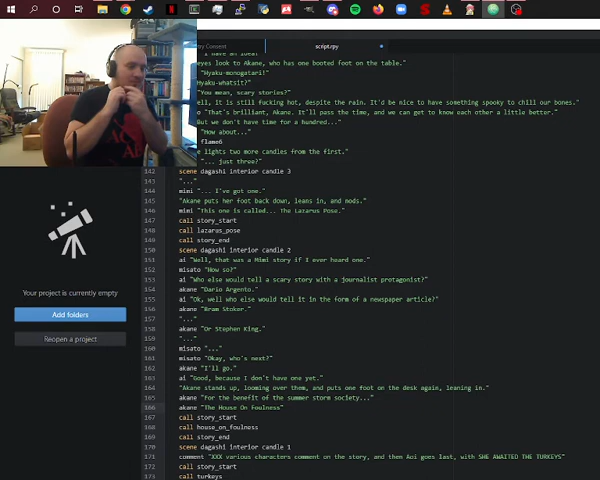 by Consent
script.rpy
eyes look to Akane, who has one booted foot on the table."
"Hyaku-monogatari!"
Hyaku-whatsit?"
"You mean, scary stories?"
ell, it is still fucking hot, despite the rain. It'd be nice to have something spooky to chill our bones."
o "That's brilliant, Akane. It'll pass the time, and we can get to know each other a little better."
But we don't have time for a hundred..."
"How about...
flame6
e lights two more candles from the first."
"... just three?"
142 scene dagashi interior candle 3
143 "..."
144 mimi "... I've got one."
145 "Akane puts her foot back down, leans in, and nods."
146 mimi "This one is called... The Lazarus Pose."
147 call story_start
148 call lazarus_pose
149 call story_end
150 scene dagashi interior candle 2
151 ai "Well, that was a Mimi story if I ever heard one."
152 misato "How so?"
153 ai "Who else would tell a scary story with a journalist protagonist?"
154 akane "Dario Argento."
155 ai "Ok, well who else would tell it in the form of a newspaper article?"
156 akane "Bram Stoker."
157 "..."
158 akane "Or Stephen King."
159 "..."
160 misato "..."
161 misato "Okay, who's next?"
162 akane "I'll go."
163 ai "Good, because I don't have one yet."
164 "Akane stands up, looming over them, and puts one foot on the desk again, leaning in."
165 akane "For the benefit of the summer storm society..."
166 akane "The House On Foulness"
167 call story_start
168 call house_on_foulness
169 call story_end
170 scene dagashi interior candle 1
171 comment "XXX various characters comment on the story, and then Aoi goes last, with SHE AWAITED THE TURKEYS"
172 call story_start
173 call turkeys
Your project is currently empty
Add folders
Reopen a project